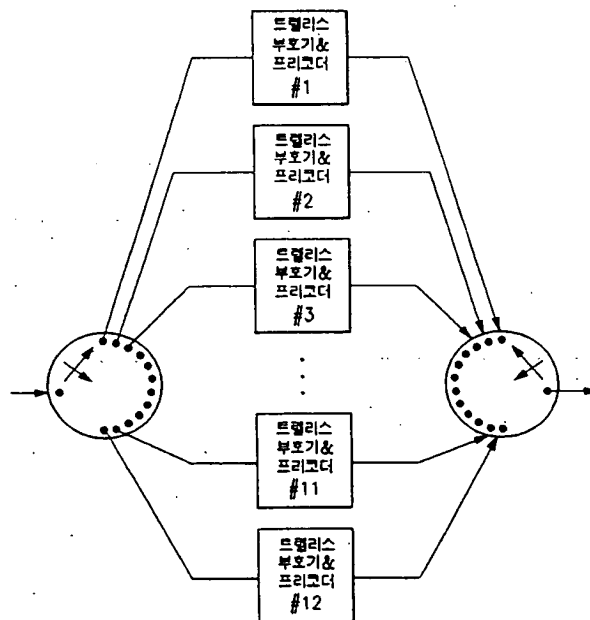 트렐리스
부호기&
프리코더
#1
트렐리스
부호기&
프리코더
#2
트렐리스
부호기&
프리코더
#3
트렐리스
부호기&
프리코더
#11
트렐리스
부호기&
프리코더
#12